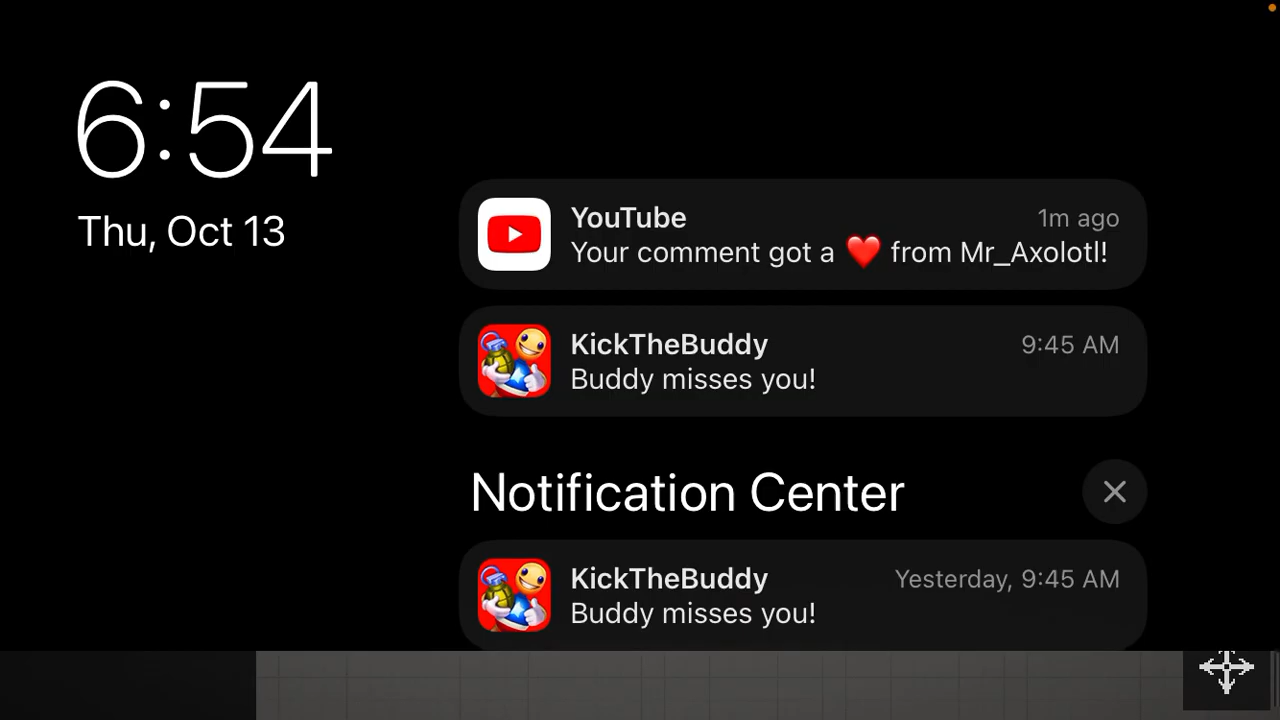 6:54
Thu, Oct 13
YouTube 1m ago
Your comment got a ❤️ from Mr_Axolotl!
KickTheBuddy 9:45 AM
Buddy misses you!
Notification Center
KickTheBuddy Yesterday, 9:45 AM
Buddy misses you!